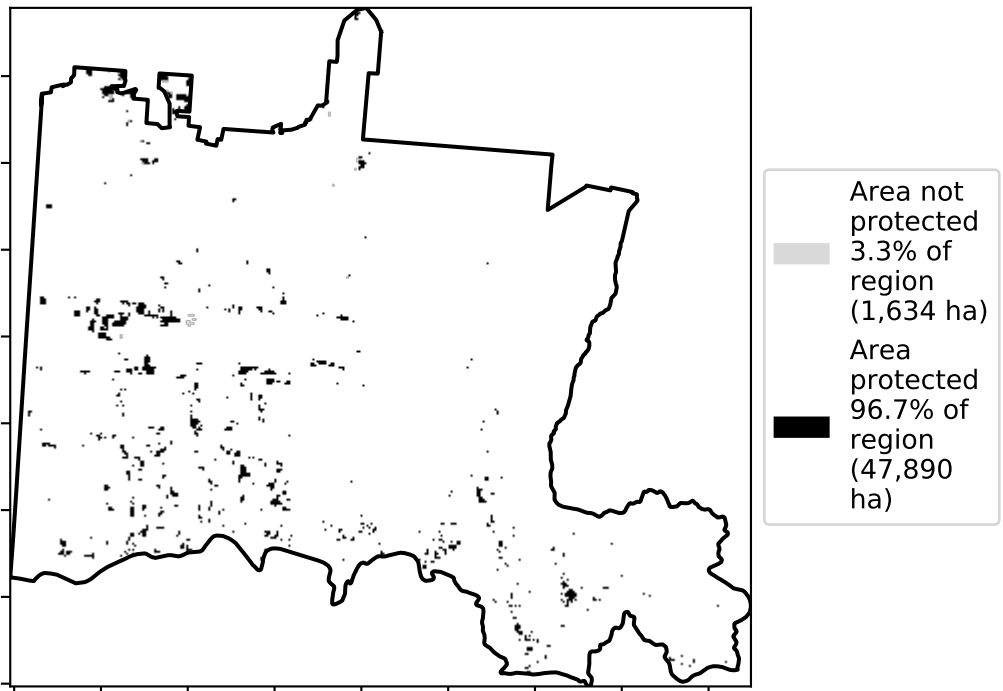 Area not
protected
3.3% of
region
(1,634 ha)
Area
protected
96.7% of
region
(47,890
ha)